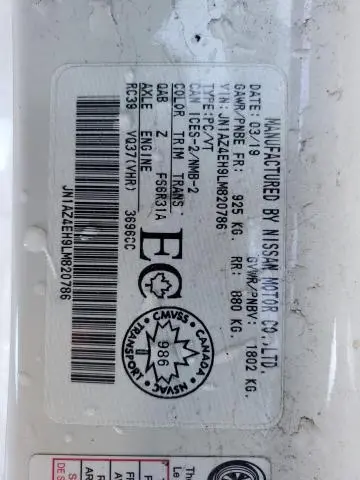 MANUFACTURED BY NISSAN MOTOR CO.,LTD.
DATE: 03/19 GVWR/PNBV: 1802 KG.
GAWR/PNBE FR: 925 KG. RR: 880 KG.
VIN: JN1AZ4EH9LM820786
TYPE:PC/VT
CAN ICES-2/NMB-2
COLOR TRIM TRANS
QAB Z FS6R31A
AXLE ENGINE
RC39 VQ37(VHR) 3696CC
JN1AZ4EH9LM820786
EC
CMVSS
CANADA
986
TRANSPORT
NSVAC